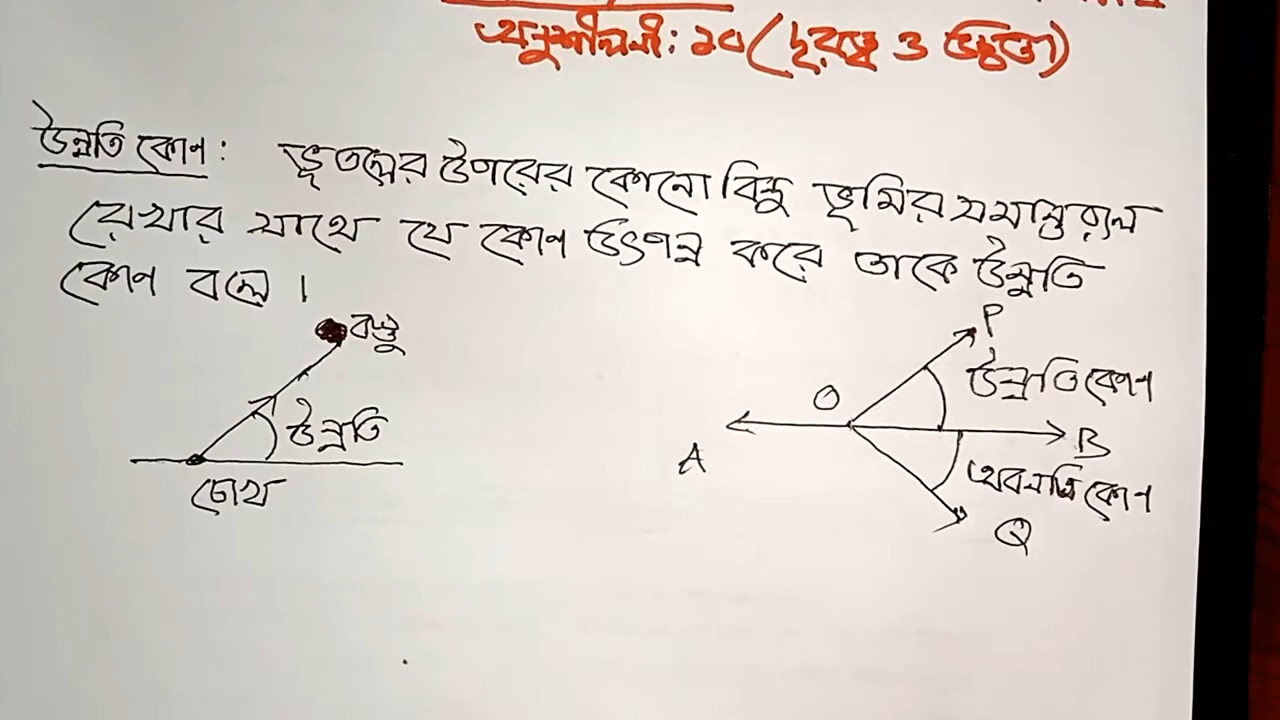 অনুশীলনী: ১০ (দূরত্ব ও উচ্চতা)
উন্নতি কোণ: ভূতলের উপরের কোনো বিন্দু ভূমির সমান্তরাল
রেখার সাথে যে কোণ উৎপন্ন করে তাকে উন্নতি
কোণ বলে।
বস্তু
উন্নতি
চোখ
P
উন্নতি কোণ
O
A
B
অবনতি কোণ
Q